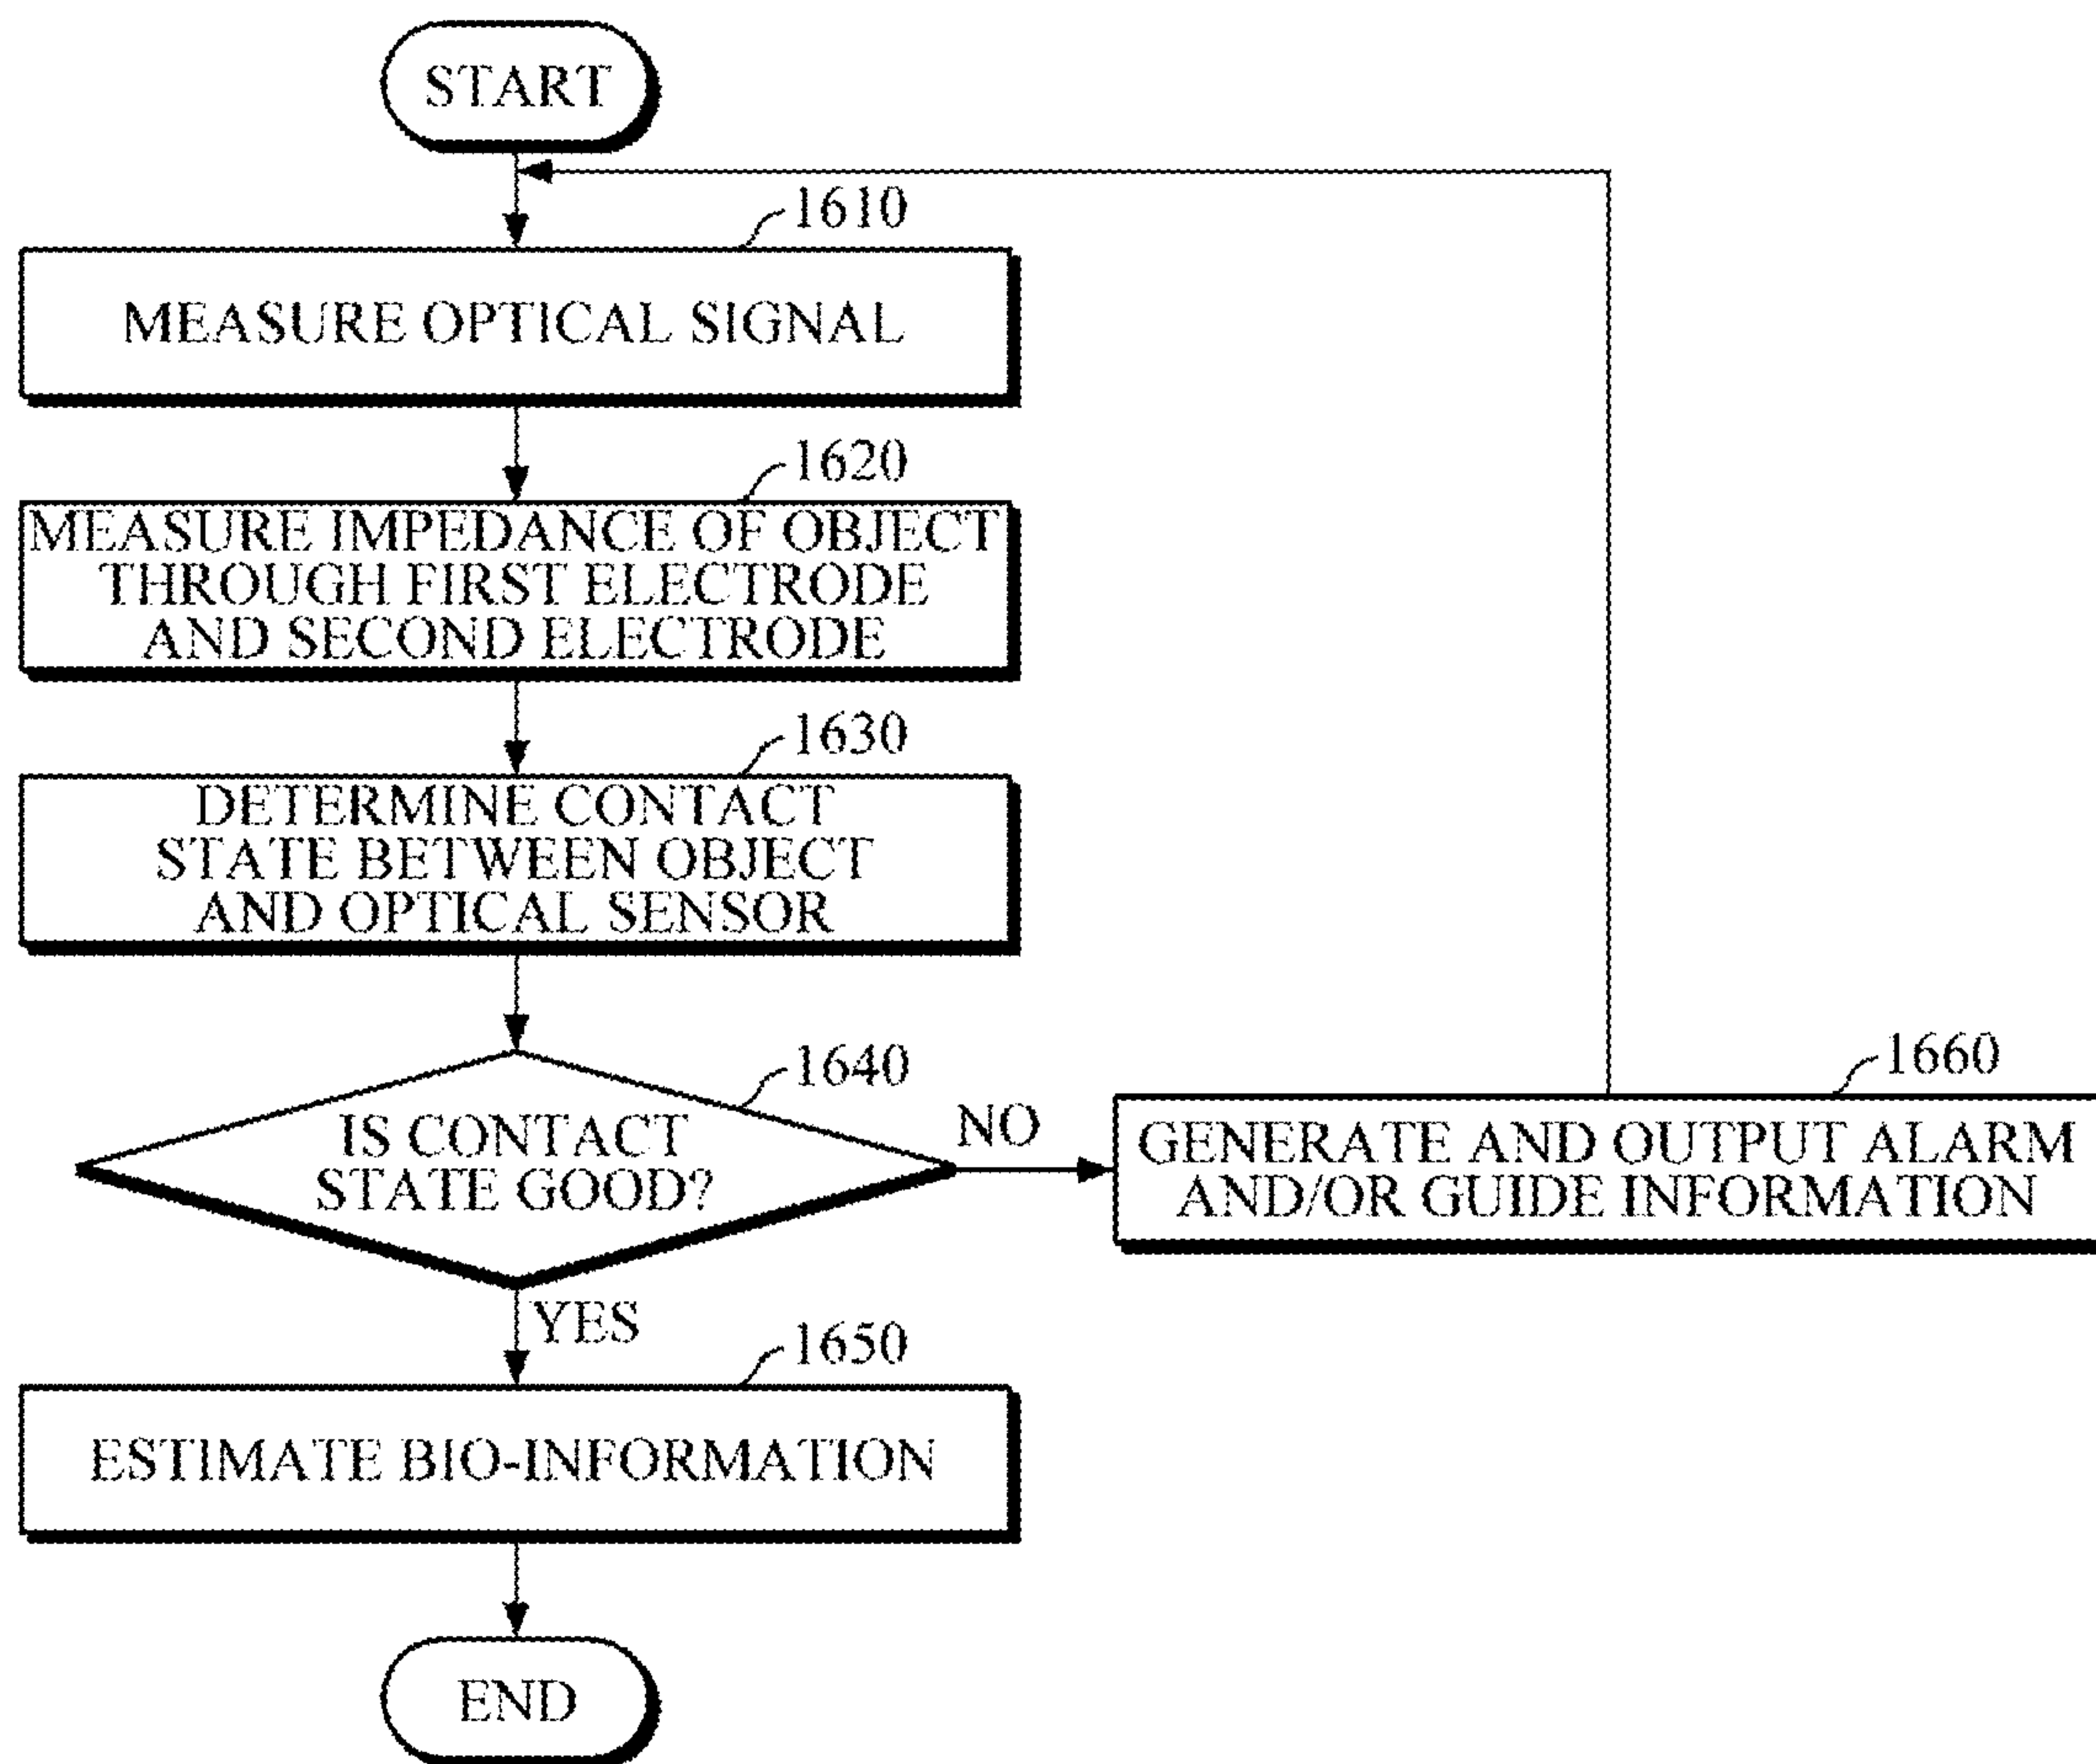 START
1610
MEASURE OPTICAL SIGNAL
1620
MEASURE IMPEDANCE OF OBJECT
THROUGH FIRST ELECTRODE
AND SECOND ELECTRODE
1630
DETERMINE CONTACT
STATE BETWEEN OBJECT
AND OPTICAL SENSOR
1640
IS CONTACT
STATE GOOD?
NO
1660
GENERATE AND OUTPUT ALARM
AND/OR GUIDE INFORMATION
YES
1650
ESTIMATE BIO-INFORMATION
END